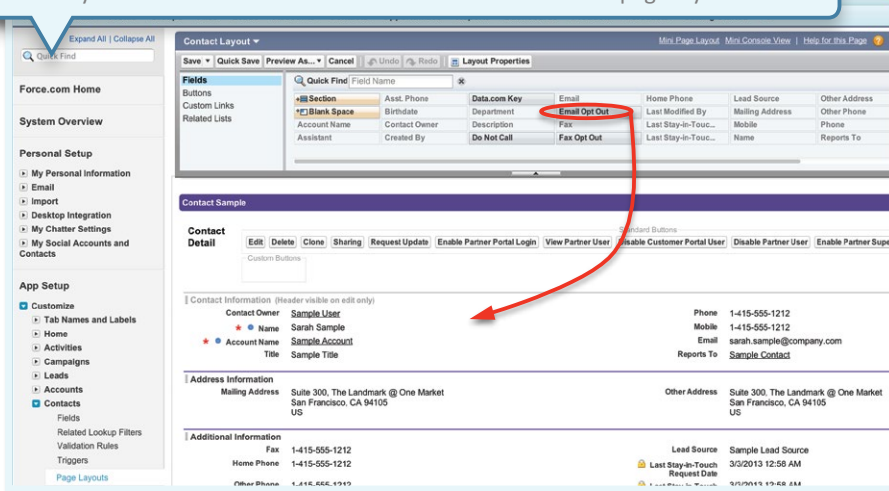 Expand All | Collapse All
Quick Find
Force.com Home
System Overview
Personal Setup
My Personal Information
Email
Import
Desktop Integration
My Chatter Settings
My Social Accounts and
Contacts
App Setup
Customize
Tab Names and Labels
Home
Activities
Campaigns
Leads
Accounts
Contacts
Fields
Related Lookup Filters
Validation Rules
Triggers
Page Layouts
Contact Layout
Mini Page Layout Mini Console View | Help for this Page
Save Quick Save Preview As... Cancel Undo Redo Layout Properties
Fields
Buttons
Custom Links
Related Lists
Quick Find Field Name
Section Asst. Phone Data.com Key Email Home Phone Lead Source Other Address
Blank Space Birthdate Department Email Opt Out Last Modified By Mailing Address Other Phone
Account Name Contact Owner Description Fax Last Stay-in-Touc... Mobile Phone
Assistant Created By Do Not Call Fax Opt Out Last Stay-in-Touc... Name Reports To
Contact Sample
Contact
Detail
Standard Buttons
Edit Delete Clone Sharing Request Update Enable Partner Portal Login View Partner User Disable Customer Portal User Disable Partner User Enable Partner Supe
Custom Buttons
Contact Information (Header visible on edit only)
Contact Owner Sample User Phone 1-415-555-1212
Name Sarah Sample Mobile 1-415-555-1212
Account Name Sample Account Email sarah.sample@company.com
Title Sample Title Reports To Sample Contact
Address Information
Mailing Address Suite 300, The Landmark @ One Market Other Address Suite 300, The Landmark @ One Market
San Francisco, CA 94105 San Francisco, CA 94105
US US
Additional Information
Fax 1-415-555-1212 Lead Source Sample Lead Source
Home Phone 1-415-555-1212 Last Stay-in-Touch 3/3/2013 12:58 AM
Request Date
Other Phone 1-415-555-1212 Last Stay-in-Touch 3/3/2013 12:58 AM